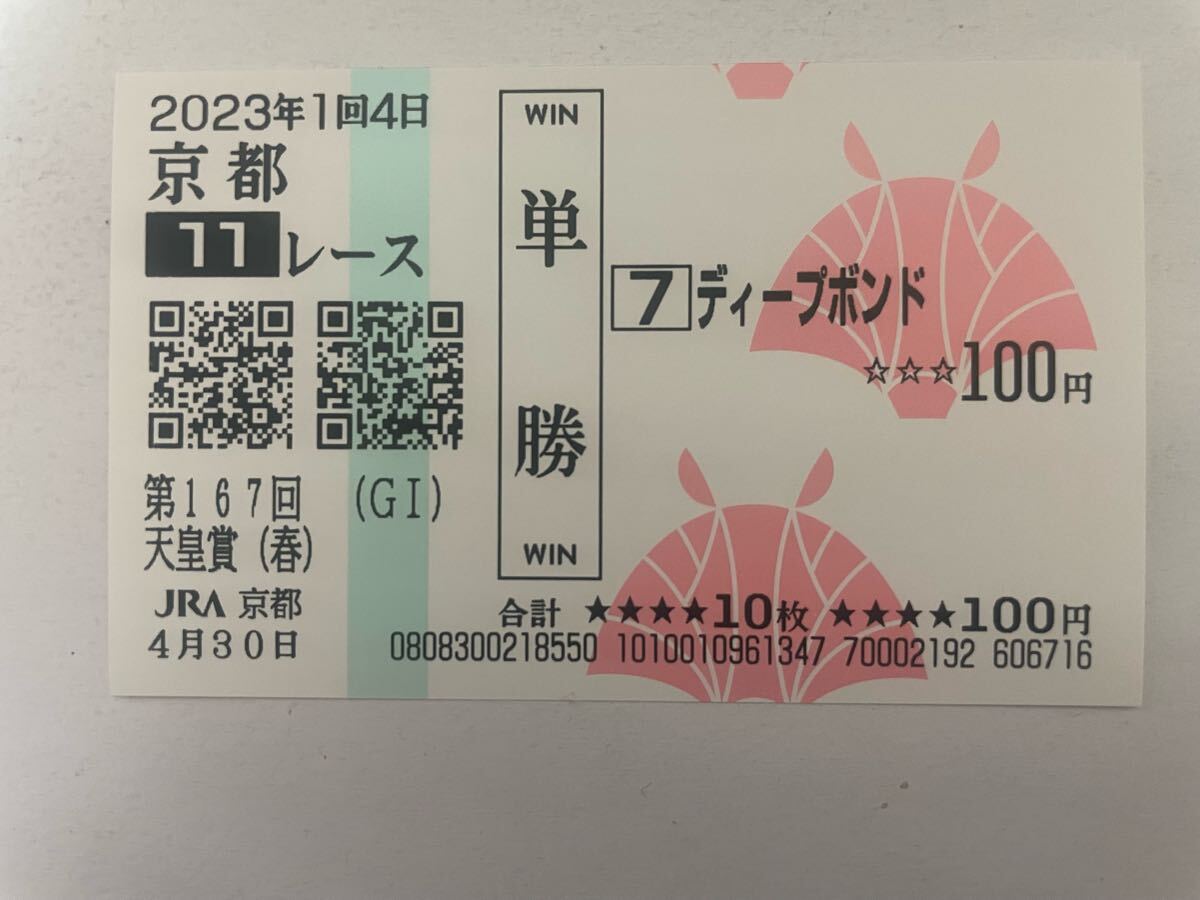 2023年1回4日
京都
11レース
第167回 (GI)
天皇賞(春)
JRA 京都
4月30日
WIN
単勝
WIN
7 ディープボンド
☆☆☆100円
合計 ★★★★10枚 ★★★★100円
0808300218550 1010010961347 70002192 606716